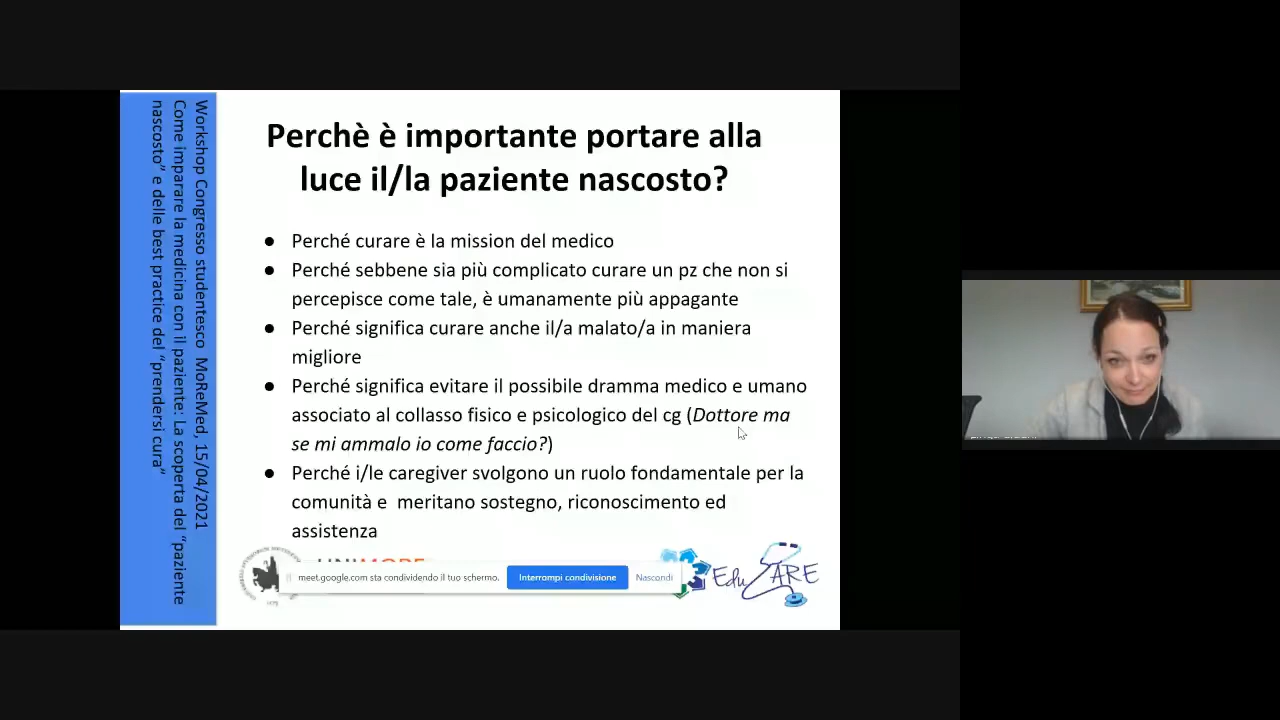 Workshop Congresso studentesco MoReMed, 15/04/2021
Come imparare la medicina con il paziente: La scoperta del "paziente
nascosto" e delle best practice del "prendersi cura"
Perchè è importante portare alla
luce il/la paziente nascosto?
● Perché curare è la mission del medico
● Perché sebbene sia più complicato curare un pz che non si
percepisce come tale, è umanamente più appagante
● Perché significa curare anche il/a malato/a in maniera
migliore
● Perché significa evitare il possibile dramma medico e umano
associato al collasso fisico e psicologico del cg (Dottore ma
se mi ammalo io come faccio?)
● Perché i/le caregiver svolgono un ruolo fondamentale per la
comunità e  meritano sostegno, riconoscimento ed
assistenza
UNIMORE
meet.google.com sta condividendo il tuo schermo. Interrompi condivisione Nascondi
Edu CARE